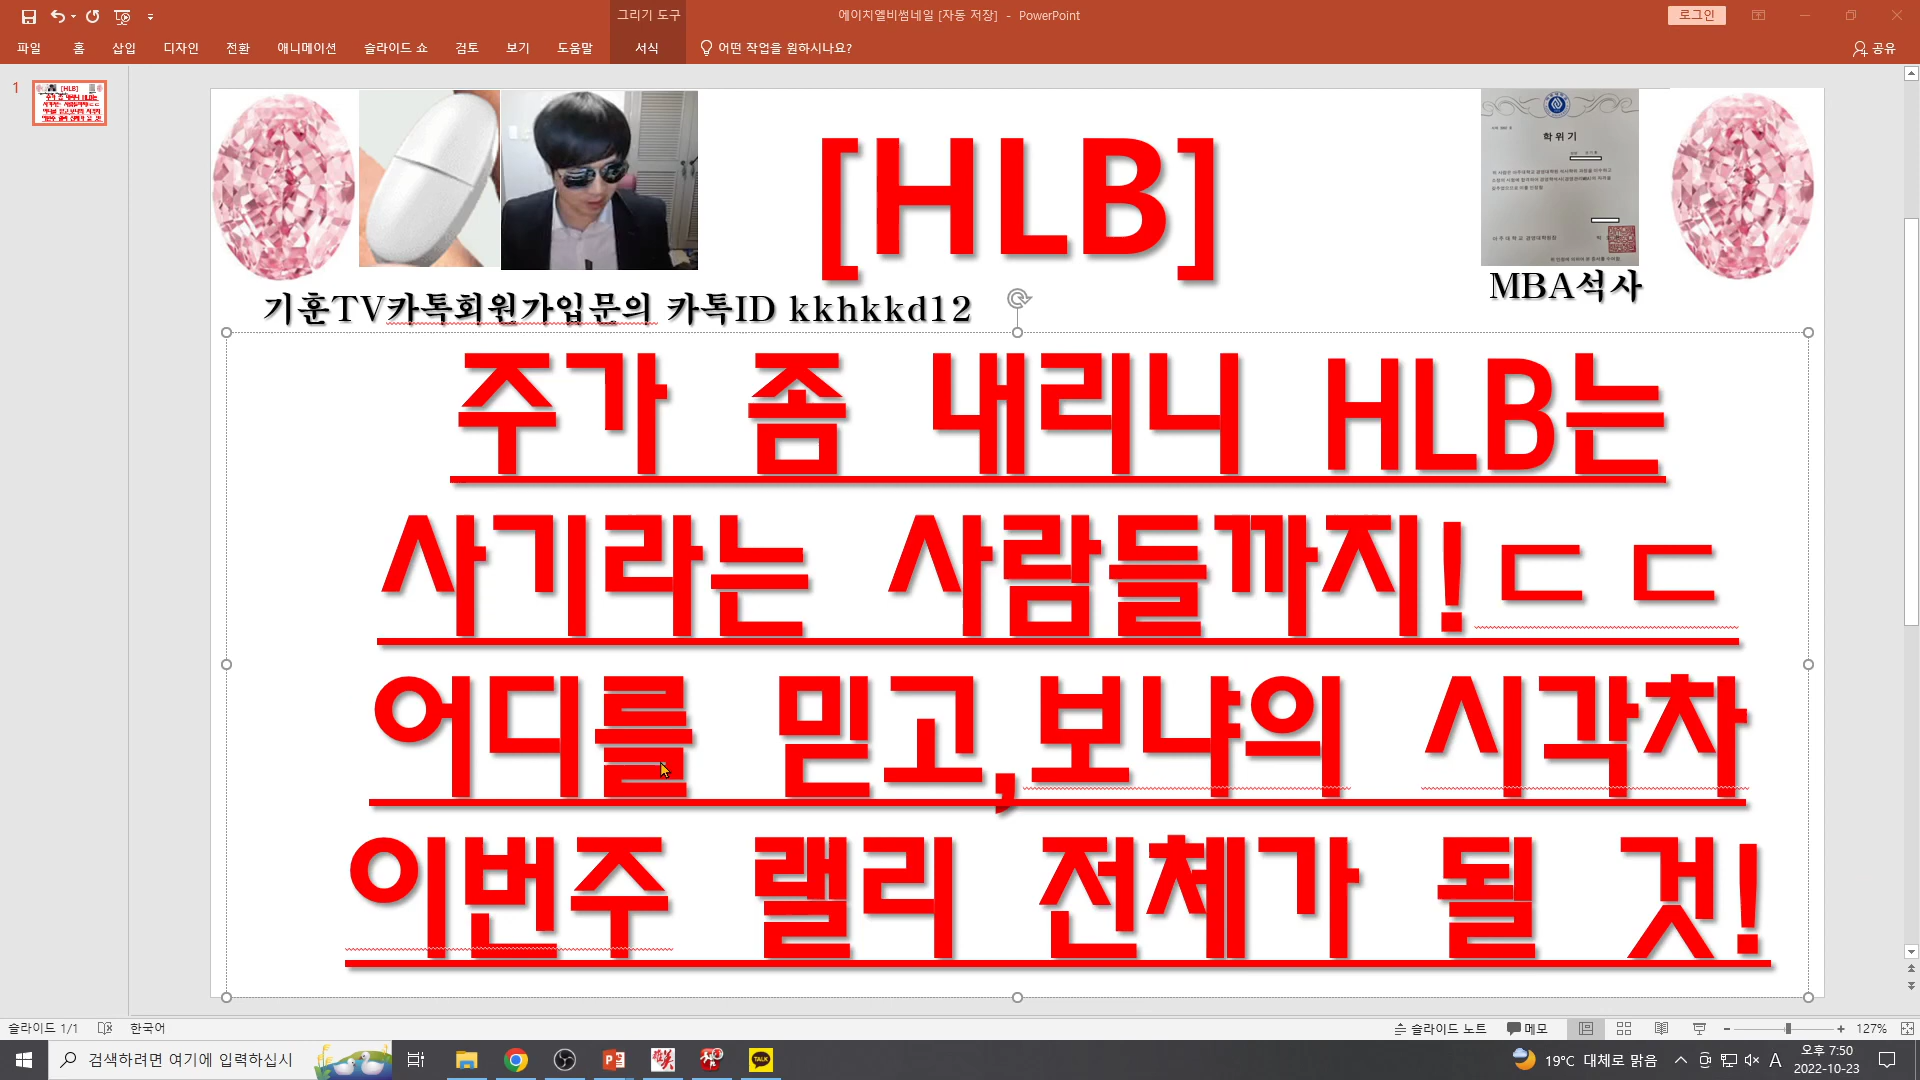 그리기 도구
에이치엘비썸네일 [자동 저장] - PowerPoint
로그인
파일 홈 삽입 디자인 전환 애니메이션 슬라이드 쇼 검토 보기 도움말 서식 어떤 작업을 원하시나요? 공유
1
[HLB]
학 위 기
MBA석사
기훈TV카톡회원가입문의 카톡ID kkhkkd12
주가 좀 내리니 HLB는
사기라는 사람들까지!ㄷㄷ
어디를 믿고,보냐의 시각차
이번주 랠리 전체가 될 것!
슬라이드 1/1 한국어 슬라이드 노트 메모 127%
검색하려면 여기에 입력하십시
TALK
19°C 대체로 맑음 A 오후 7:50
2022-10-23